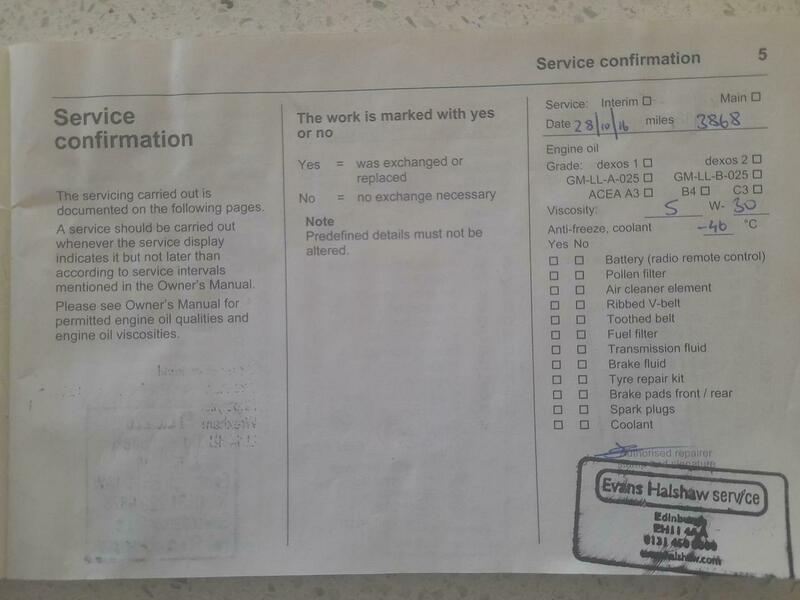 Service confirmation 5
Service
confirmation
The servicing carried out is
documented on the following pages.
A service should be carried out
whenever the service display
indicates it but not later than
according to service intervals
mentioned in the Owner's Manual.
Please see Owner's Manual for
permitted engine oil qualities and
engine oil viscosities.
The work is marked with yes
or no
Yes = was exchanged or
replaced
No = no exchange necessary
Note
Predefined details must not be
altered.
Service: Interim ☐ Main ☐
Date 28/10/16 miles 3868
Engine oil
Grade: dexos 1 ☐ dexos 2 ☐
GM-LL-A-025 ☐ GM-LL-B-025 ☐
ACEA A3 ☐ B4 ☐ C3 ☐
Viscosity: 5 W- 30
Anti-freeze, coolant -40 °C
Yes No
☐ ☐ Battery (radio remote control)
☐ ☐ Pollen filter
☐ ☐ Air cleaner element
☐ ☐ Ribbed V-belt
☐ ☐ Toothed belt
☐ ☐ Fuel filter
☐ ☐ Transmission fluid
☐ ☐ Brake fluid
☐ ☐ Tyre repair kit
☐ ☐ Brake pads front / rear
☐ ☐ Spark plugs
☐ ☐ Coolant
Authorised repairer
Evans Halshaw service
Edinburgh